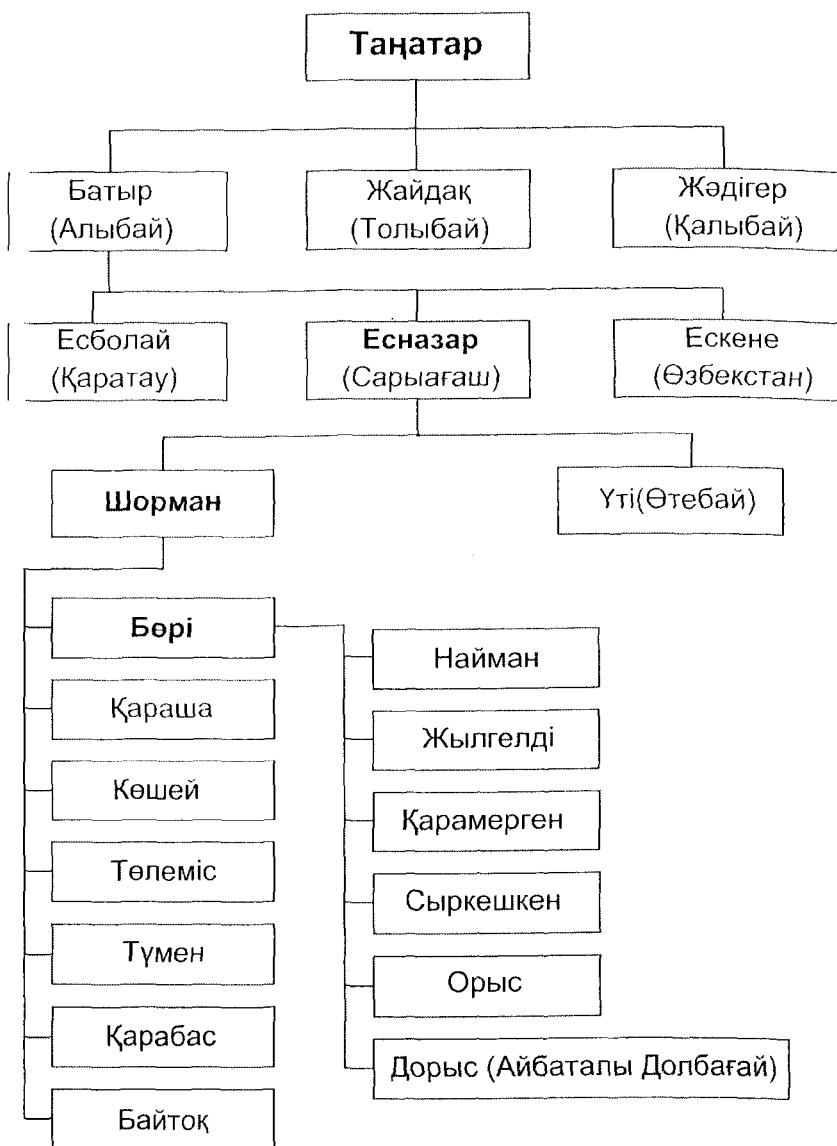 Таңатар
Батыр
(Алыбай)
Жайдақ
(Толыбай)
Жәдігер
(Қалыбай)
Есболай
(Қаратау)
Есназар
(Сарыағаш)
Ескене
(Өзбекстан)
Шорман
Үті(Өтебай)
Бөрі
Қараша
Көшей
Төлеміс
Түмен
Қарабас
Байтоқ
Найман
Жылгелді
Қарамерген
Сыркешкен
Орыс
Дорыс (Айбаталы Долбағай)